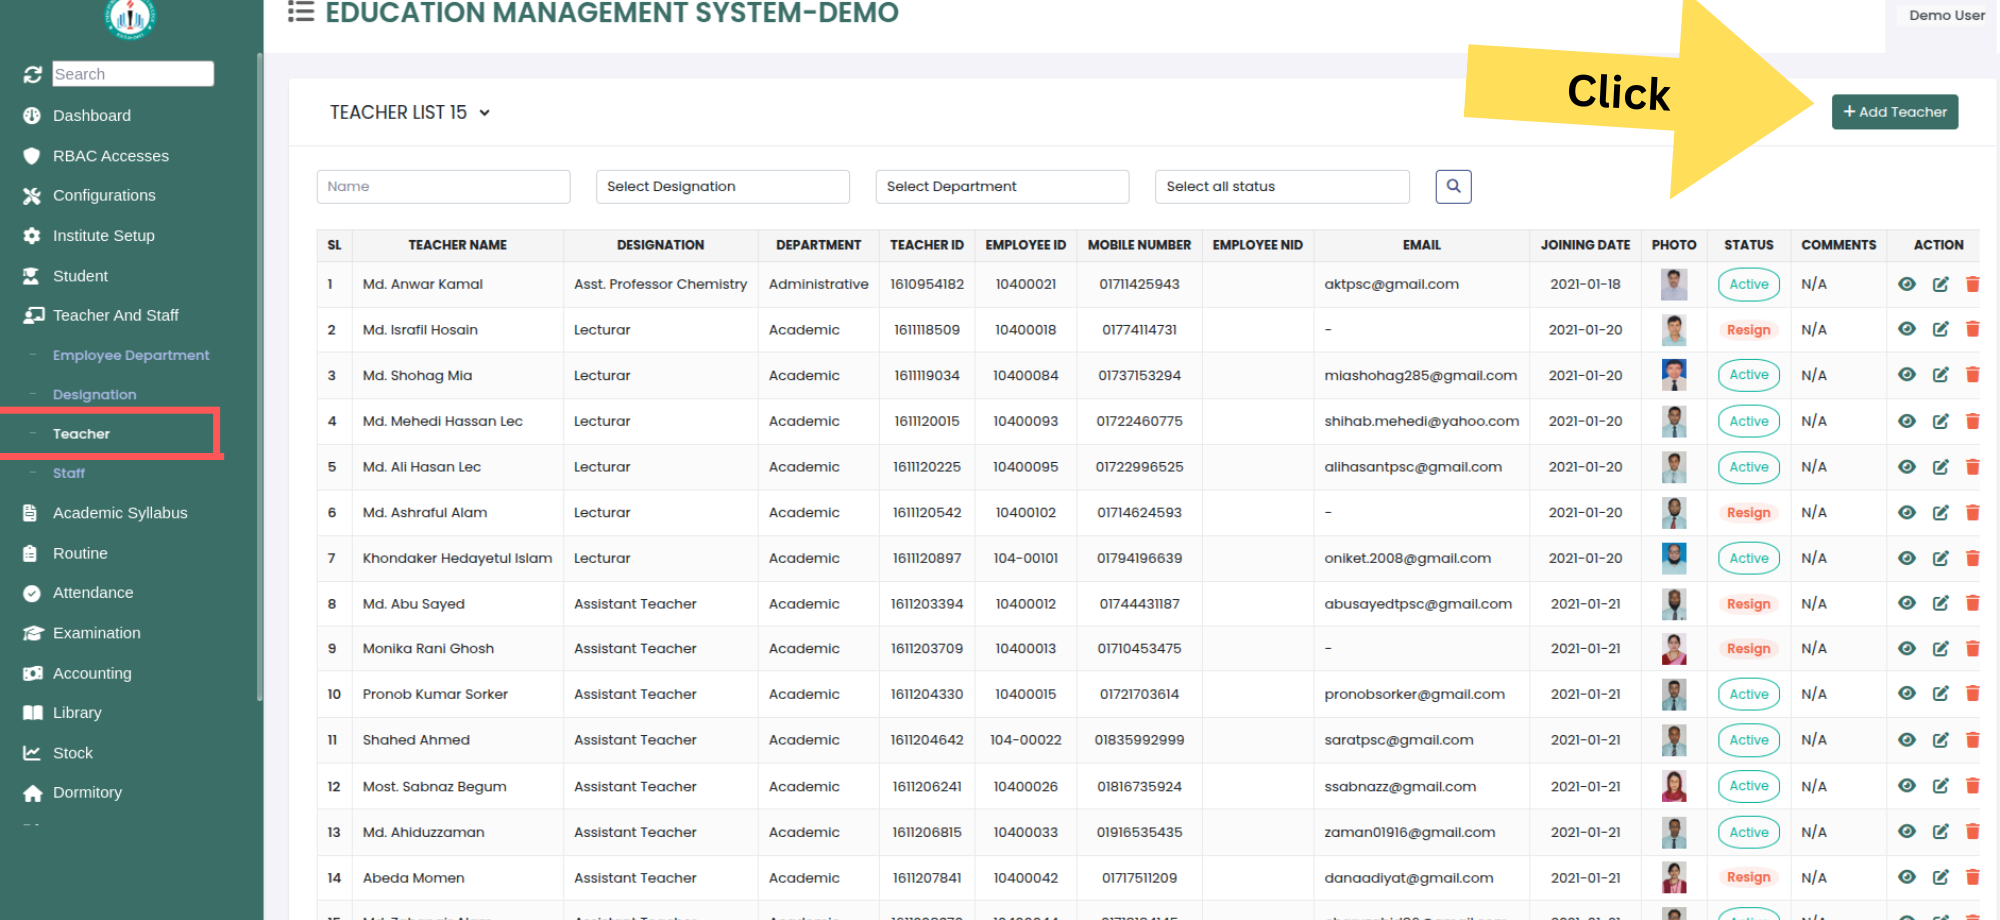 EDUCATION MANAGEMENT SYSTEM-DEMO
Demo User
Search
Dashboard
RBAC Accesses
Configurations
Institute Setup
Student
Teacher And Staff
Employee Department
Designation
Teacher
Staff
Academic Syllabus
Routine
Attendance
Examination
Accounting
Library
Stock
Dormitory
TEACHER LIST 15
Click
+ Add Teacher
Name Select Designation Select Department Select all status
SL TEACHER NAME DESIGNATION DEPARTMENT TEACHER ID EMPLOYEE ID MOBILE NUMBER EMPLOYEE NID EMAIL JOINING DATE PHOTO STATUS COMMENTS ACTION
1 Md. Anwar Kamal Asst. Professor Chemistry Administrative 1610954182 10400021 01711425943 aktpsc@gmail.com 2021-01-18 Active N/A
2 Md. Israfil Hosain Lecturar Academic 1611118509 10400018 01774114731 - 2021-01-20 Resign N/A
3 Md. Shohag Mia Lecturar Academic 1611119034 10400084 01737153294 miashohag285@gmail.com 2021-01-20 Active N/A
4 Md. Mehedi Hassan Lec Lecturar Academic 1611120015 10400093 01722460775 shihab.mehedi@yahoo.com 2021-01-20 Active N/A
5 Md. Ali Hasan Lec Lecturar Academic 1611120225 10400095 01722996525 alihasantpsc@gmail.com 2021-01-20 Active N/A
6 Md. Ashraful Alam Lecturar Academic 1611120542 10400102 01714624593 - 2021-01-20 Resign N/A
7 Khondaker Hedayetul Islam Lecturar Academic 1611120897 104-00101 01794196639 oniket.2008@gmail.com 2021-01-20 Active N/A
8 Md. Abu Sayed Assistant Teacher Academic 1611203394 10400012 01744431187 abusayedtpsc@gmail.com 2021-01-21 Resign N/A
9 Monika Rani Ghosh Assistant Teacher Academic 1611203709 10400013 01710453475 - 2021-01-21 Resign N/A
10 Pronob Kumar Sorker Assistant Teacher Academic 1611204330 10400015 01721703614 pronobsorker@gmail.com 2021-01-21 Active N/A
11 Shahed Ahmed Assistant Teacher Academic 1611204642 104-00022 01835992999 saratpsc@gmail.com 2021-01-21 Active N/A
12 Most. Sabnaz Begum Assistant Teacher Academic 1611206241 10400026 01816735924 ssabnazz@gmail.com 2021-01-21 Active N/A
13 Md. Ahiduzzaman Assistant Teacher Academic 1611206815 10400033 01916535435 zaman01916@gmail.com 2021-01-21 Active N/A
14 Abeda Momen Assistant Teacher Academic 1611207841 10400042 01717511209 danaadiyat@gmail.com 2021-01-21 Resign N/A